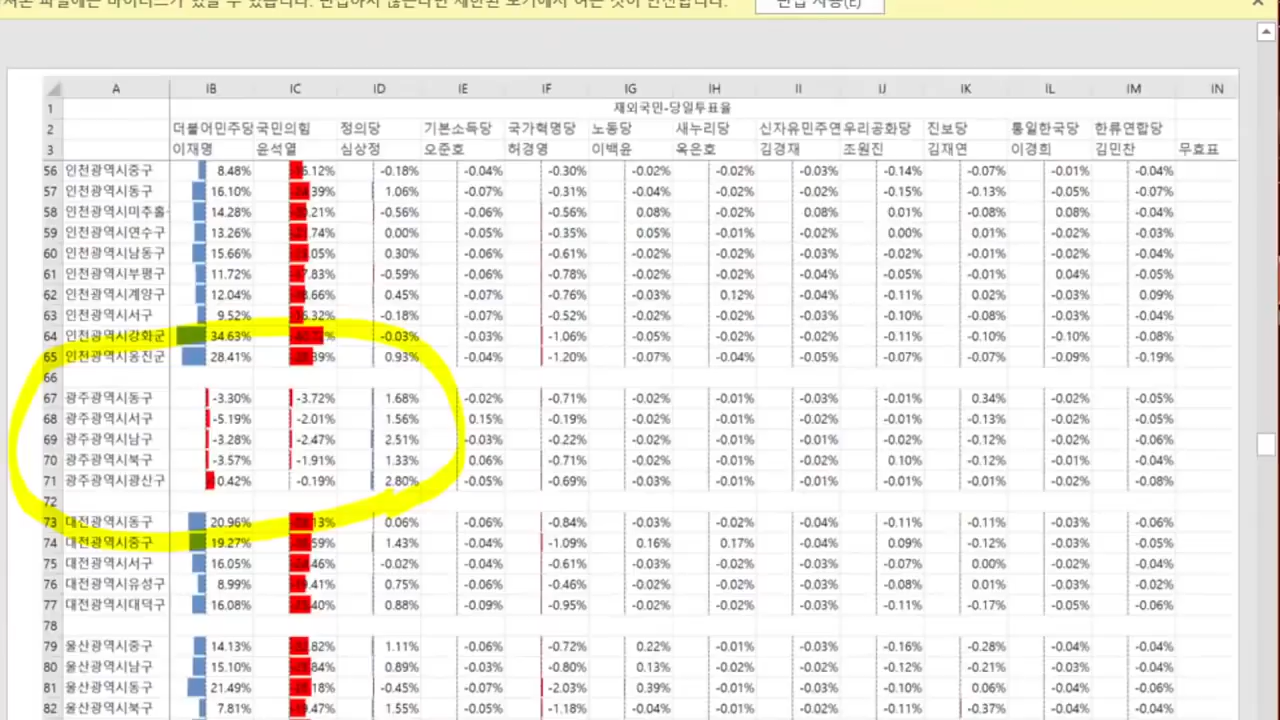 편집 사용(E)
A IB IC ID IE IF IG IH II IJ IK IL IM IN
1 재외국민-당일투표율
2 더불어민주당 국민의힘 정의당 기본소득당 국가혁명당 노동당 새누리당 신자유민주연 우리공화당 진보당 통일한국당 한류연합당
3 이재명 윤석열 심상정 오준호 허경영 이백윤 옥은호 김경재 조원진 김재연 이경희 김민찬 무효표
56 인천광역시중구 8.48% 6.12% -0.18% -0.04% -0.30% -0.02% -0.02% -0.03% -0.14% -0.07% -0.01% -0.04%
57 인천광역시동구 16.10% .39% 1.06% -0.07% -0.31% -0.04% -0.02% -0.02% -0.15% -0.13% -0.05% -0.07%
58 인천광역시미추홀 14.28% .21% -0.56% -0.06% -0.56% 0.08% -0.02% 0.08% 0.01% -0.08% 0.08% -0.04%
59 인천광역시연수구 13.26% .74% 0.00% -0.05% -0.35% 0.05% -0.01% -0.02% 0.00% 0.01% -0.02% -0.03%
60 인천광역시남동구 15.66% .05% 0.30% -0.06% -0.61% -0.02% -0.02% -0.03% -0.06% -0.01% -0.02% -0.04%
61 인천광역시부평구 11.72% 7.83% -0.59% -0.06% -0.78% -0.02% -0.02% -0.04% -0.05% -0.01% 0.04% -0.05%
62 인천광역시계양구 12.04% .66% 0.45% -0.07% -0.76% -0.03% 0.12% -0.04% -0.11% 0.02% -0.03% 0.09%
63 인천광역시서구 9.52% .32% -0.18% -0.07% -0.52% -0.02% -0.02% -0.03% -0.10% -0.08% -0.03% -0.04%
64 인천광역시강화군 34.63% % -0.03% -0.03% -1.06% -0.05% -0.02% -0.02% -0.11% -0.10% -0.10% -0.08%
65 인천광역시옹진군 28.41% .39% 0.93% -0.04% -1.20% -0.07% -0.04% -0.05% -0.07% -0.07% -0.09% -0.19%
66
67 광주광역시동구 -3.30% -3.72% 1.68% -0.02% -0.71% -0.02% -0.01% -0.03% -0.01% 0.34% -0.02% -0.05%
68 광주광역시서구 -5.19% -2.01% 1.56% 0.15% -0.19% -0.02% -0.01% -0.01% -0.02% -0.13% -0.02% -0.05%
69 광주광역시남구 -3.28% -2.47% 2.51% -0.03% -0.22% -0.02% -0.01% -0.01% -0.02% -0.12% -0.02% -0.06%
70 광주광역시북구 -3.57% -1.91% 1.33% 0.06% -0.71% -0.02% -0.01% -0.02% 0.10% -0.12% -0.01% -0.04%
71 광주광역시광산구 0.42% -0.19% 2.80% -0.05% -0.69% -0.03% -0.01% -0.01% -0.01% -0.01% -0.02% -0.08%
72
73 대전광역시동구 20.96% .13% 0.06% -0.06% -0.84% -0.03% -0.02% -0.04% -0.11% -0.11% -0.03% -0.06%
74 대전광역시중구 19.27% .59% 1.43% -0.04% -1.09% 0.16% 0.17% -0.04% 0.09% -0.12% -0.03% -0.05%
75 대전광역시서구 16.05% .46% -0.02% -0.04% -0.61% -0.03% -0.02% -0.03% -0.07% 0.00% -0.02% -0.04%
76 대전광역시유성구 8.99% .41% 0.75% -0.06% -0.46% -0.02% -0.02% -0.03% -0.08% 0.01% -0.03% -0.02%
77 대전광역시대덕구 16.08% .40% 0.88% -0.09% -0.95% -0.02% -0.02% -0.03% -0.11% -0.17% -0.05% -0.06%
78
79 울산광역시중구 14.13% .82% 1.11% -0.06% -0.72% 0.22% -0.01% -0.03% -0.16% -0.28% -0.04% -0.04%
80 울산광역시남구 15.10% .84% 0.89% -0.03% -0.80% 0.13% -0.02% -0.02% -0.12% -0.21% -0.03% -0.04%
81 울산광역시동구 21.49% .18% -0.45% -0.07% -2.03% 0.39% -0.01% -0.03% -0.10% 0.06% -0.04% -0.06%
82 울산광역시북구 7.81% .47% 1.55% -0.05% -1.18% -0.04% -0.01% -0.02% -0.11% -0.37% -0.04% -0.04%